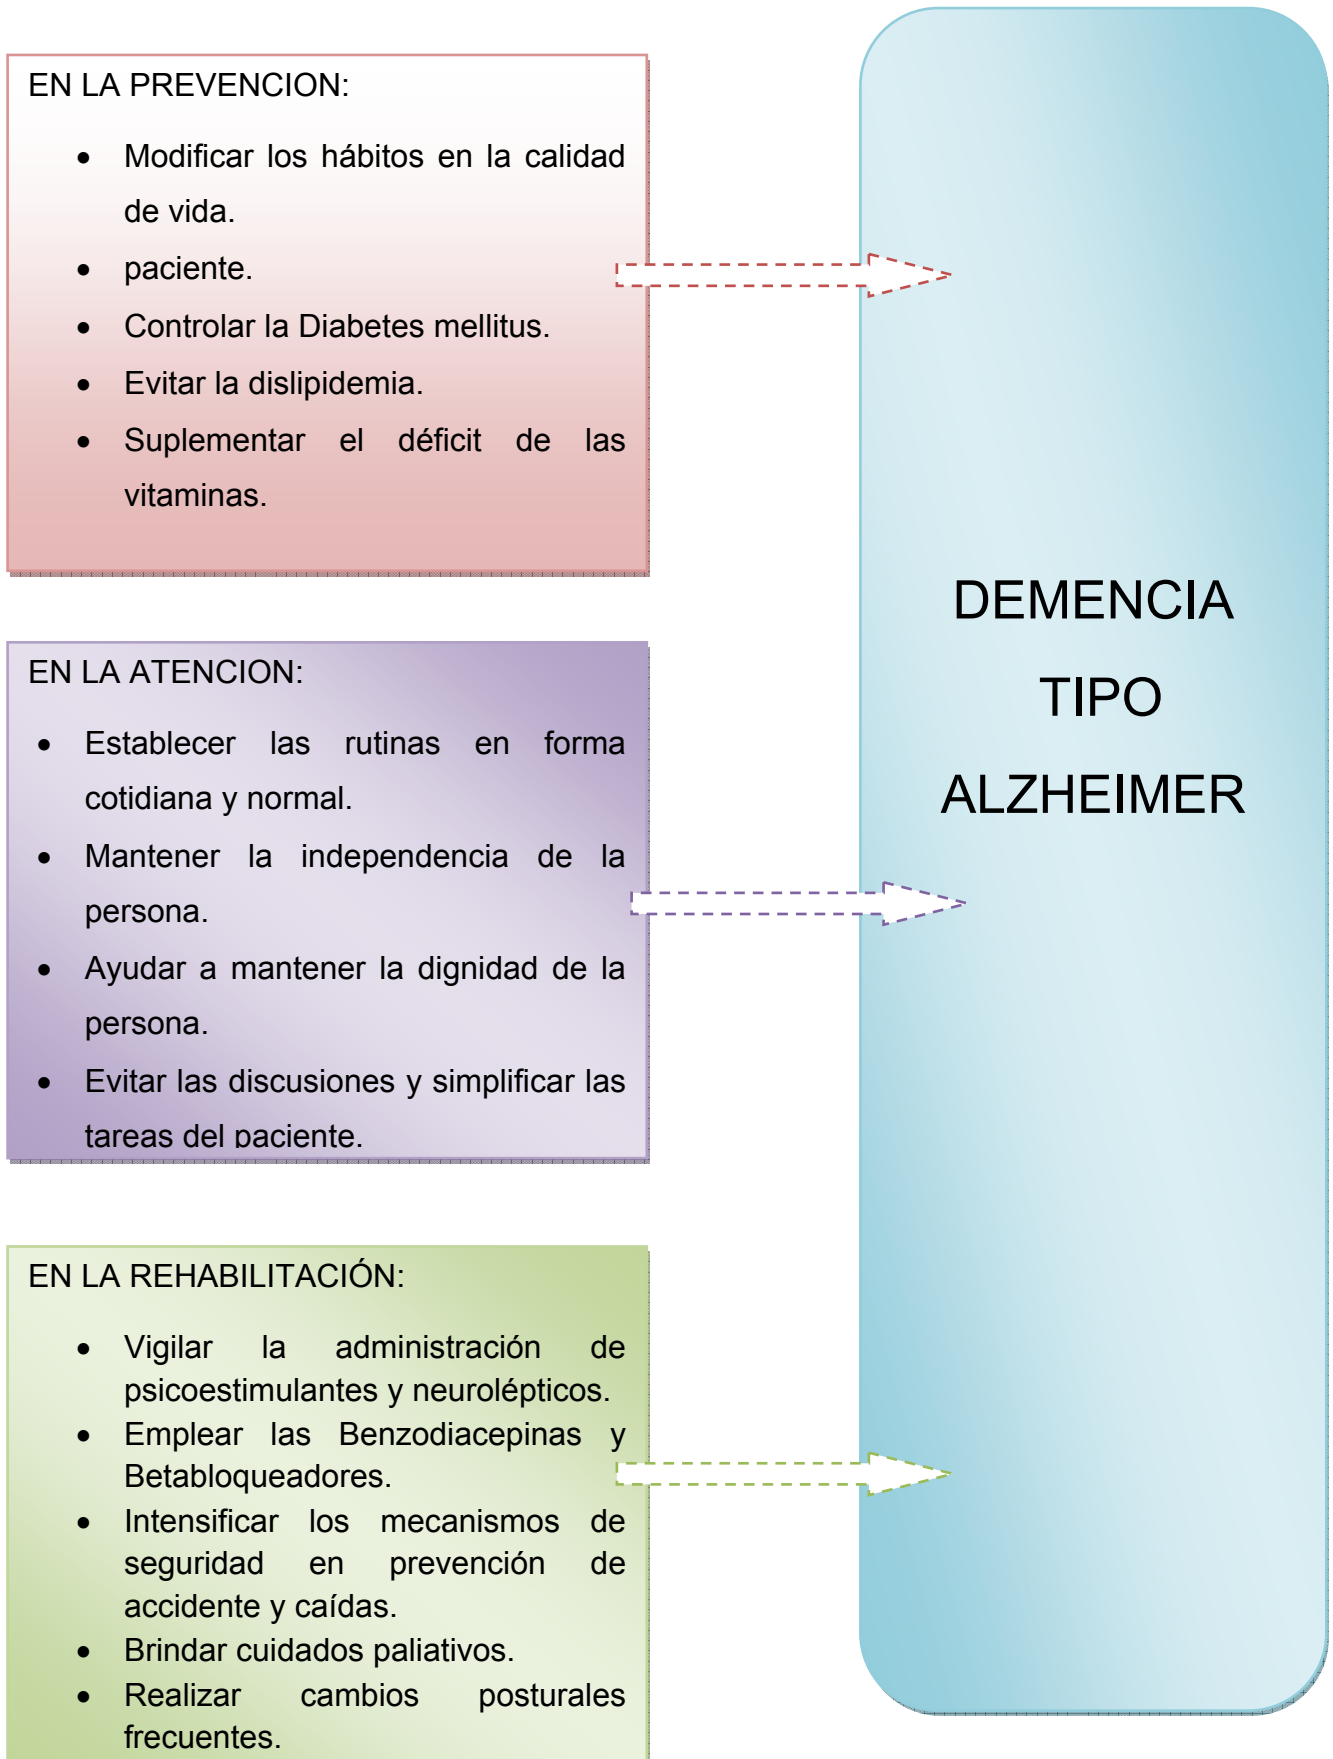 EN LA PREVENCION:
• Modificar los hábitos en la calidad
de vida.
• paciente.
• Controlar la Diabetes mellitus.
• Evitar la dislipidemia.
• Suplementar el déficit de las
vitaminas.
EN LA ATENCION:
• Establecer las rutinas en forma
cotidiana y normal.
• Mantener la independencia de la
persona.
• Ayudar a mantener la dignidad de la
persona.
• Evitar las discusiones y simplificar las
tareas del paciente.
EN LA REHABILITACIÓN:
• Vigilar la administración de
psicoestimulantes y neurolépticos.
• Emplear las Benzodiacepinas y
Betabloqueadores.
• Intensificar los mecanismos de
seguridad en prevención de
accidente y caídas.
• Brindar cuidados paliativos.
• Realizar cambios posturales
frecuentes.
DEMENCIA
TIPO
ALZHEIMER